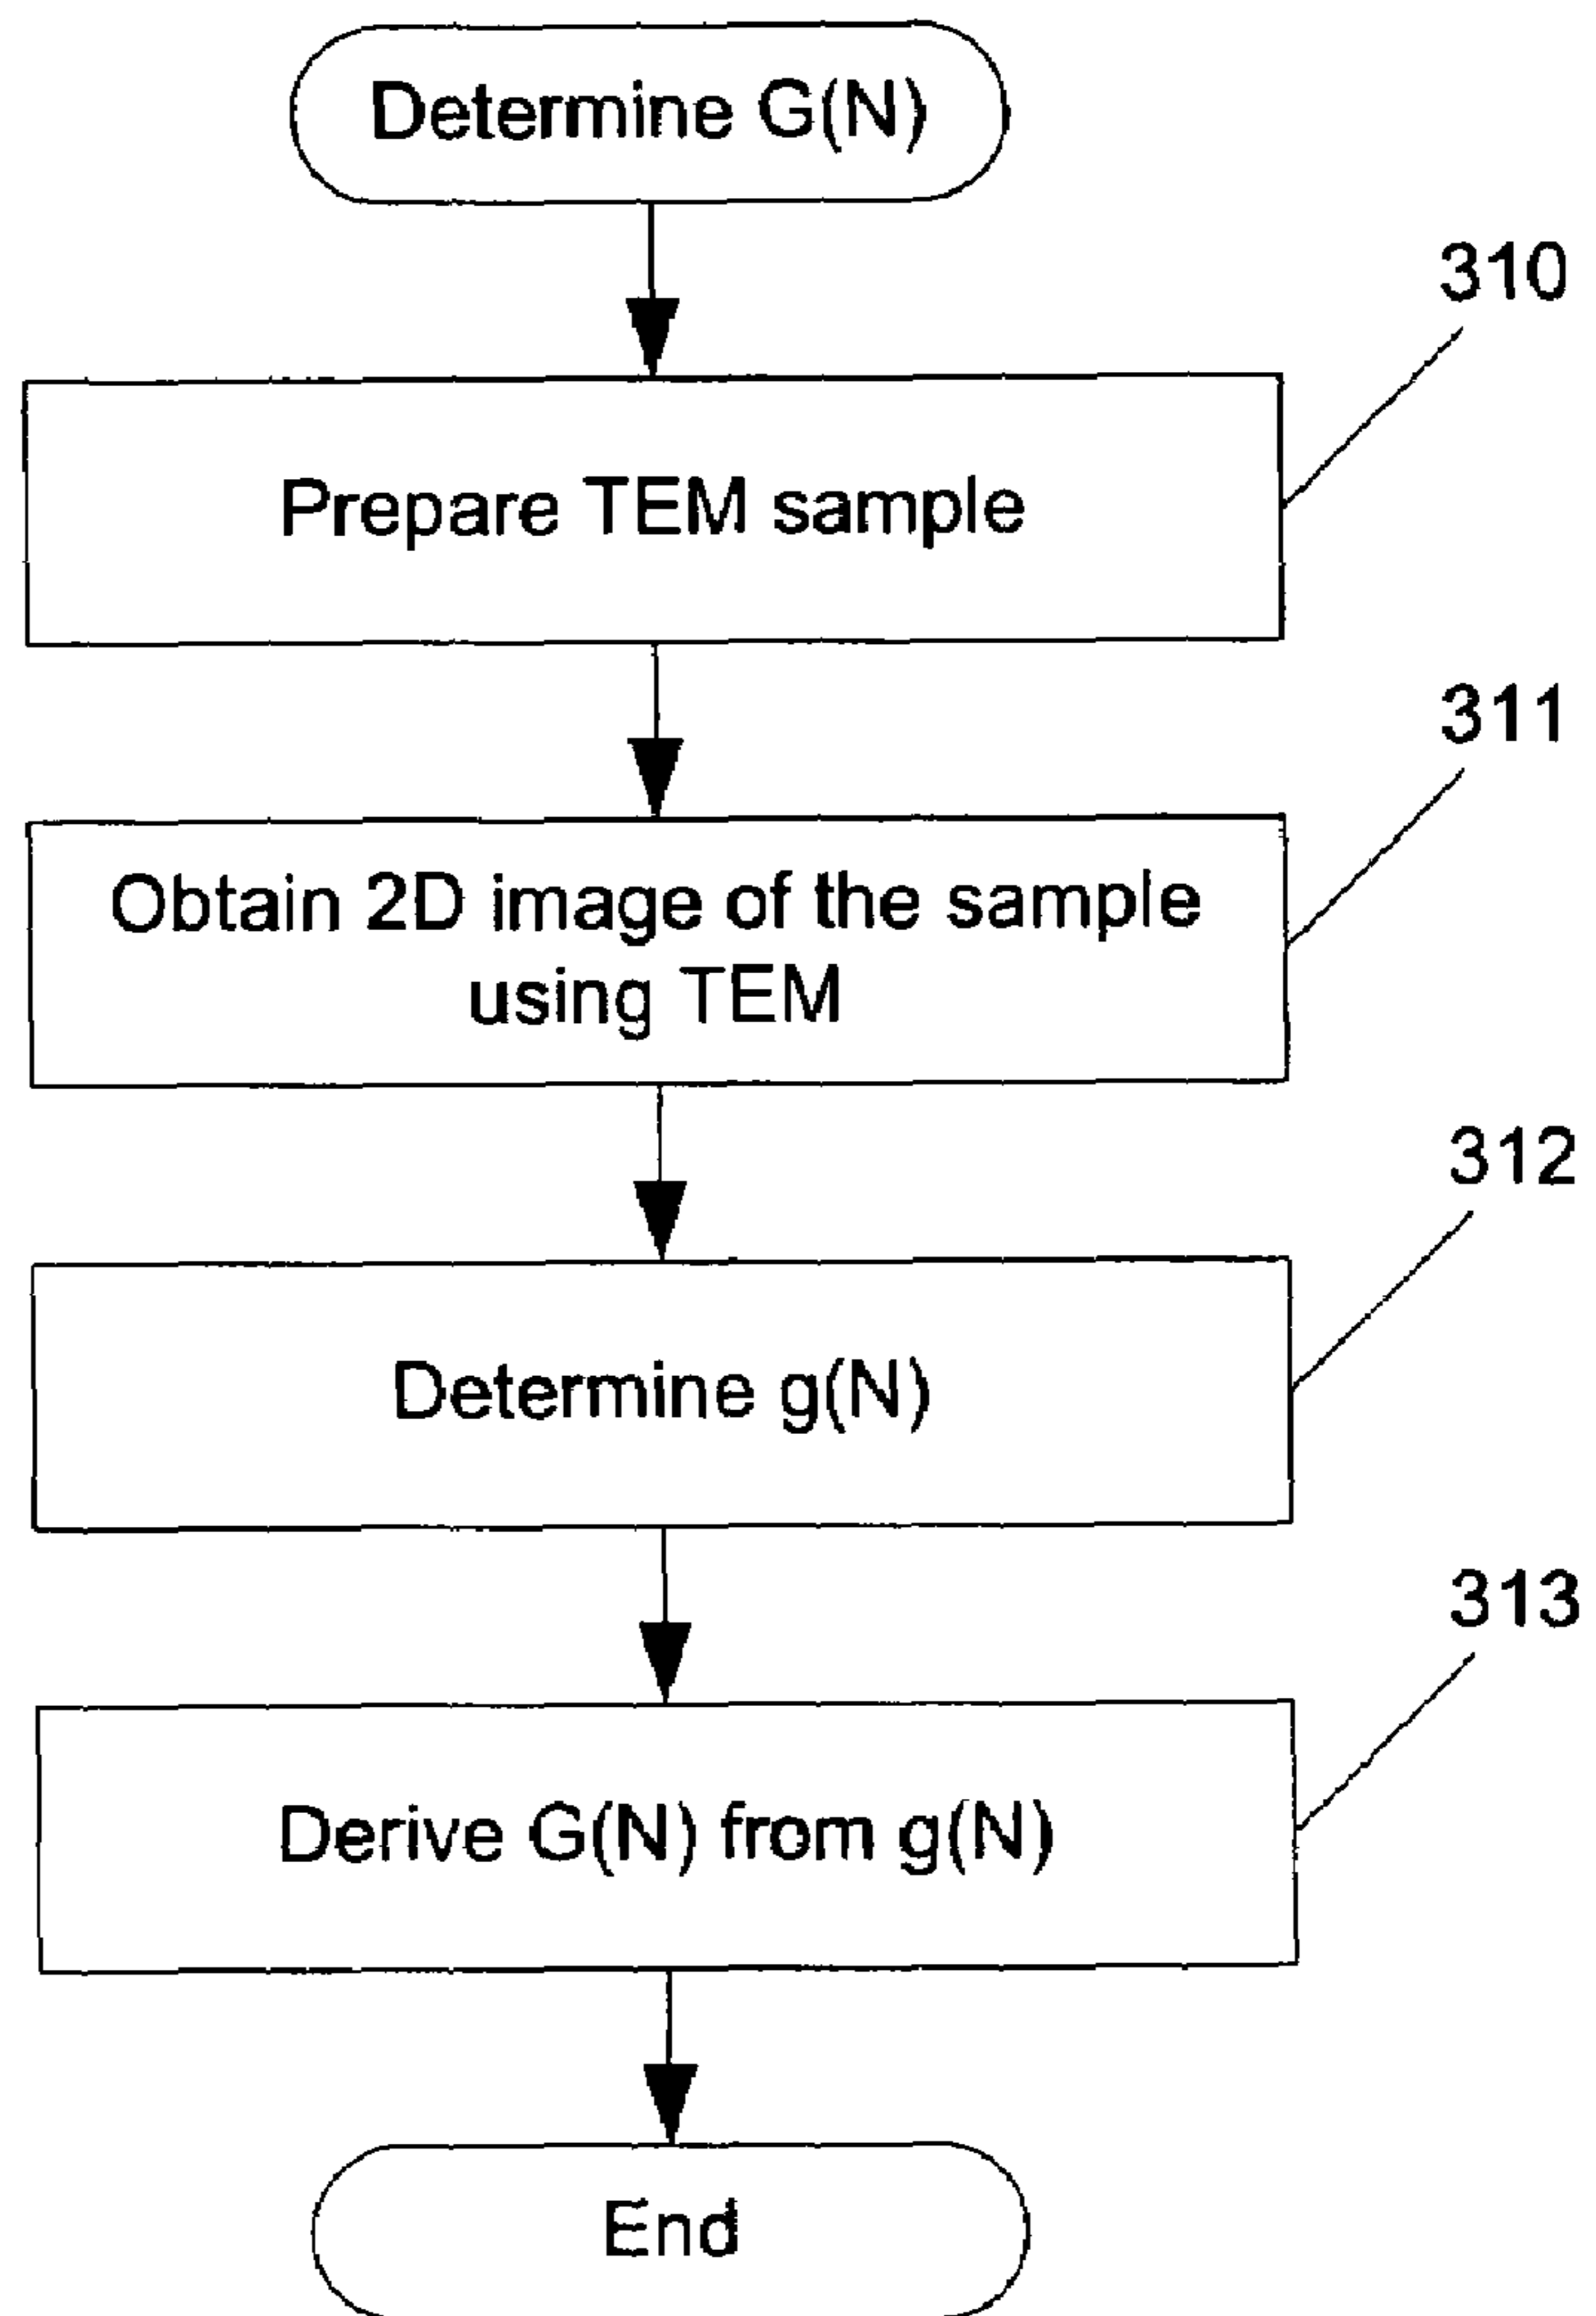 Determine G(N)
310
Prepare TEM sample
311
Obtain 2D image of the sample
using TEM
312
Determine g(N)
313
Derive G(N) from g(N)
End